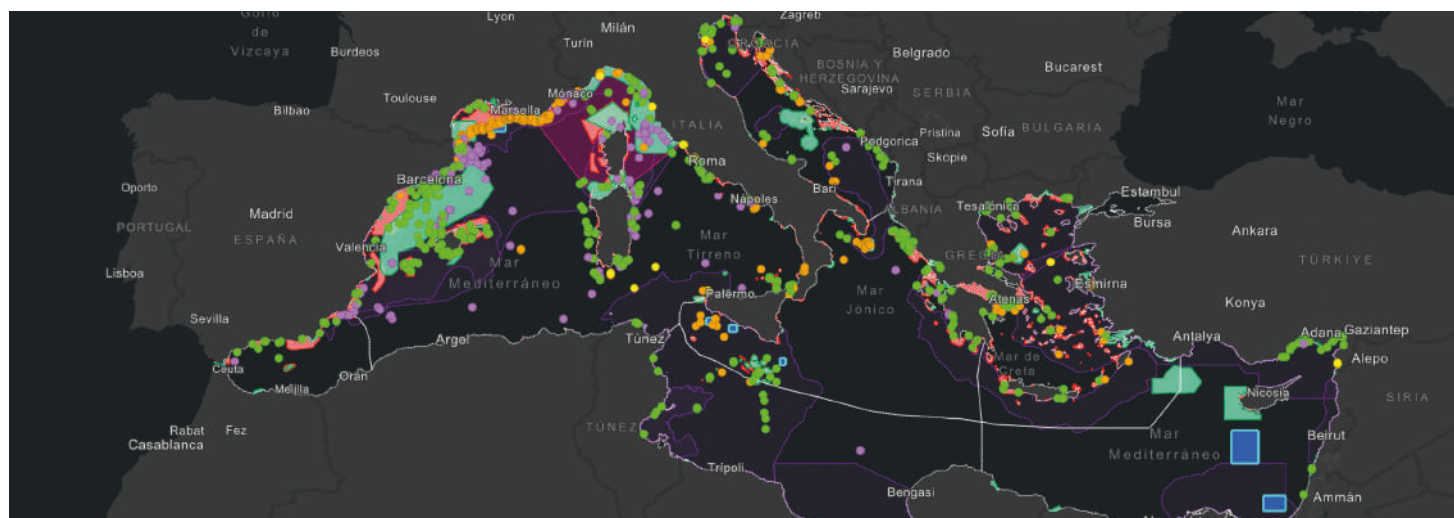 Golfo
de
Vizcaya
Lyon
Milán
Zagreb
Turín
CROACIA
Burdeos
Belgrado
BOSNIA Y
HERZEGOVINA
Sarajevo
Bucarest
SERBIA
Toulouse
Mónaco
Marsella
Bilbao
Mar
Negro
ITALIA
Podgorica
Pristina
Sofía
BULGARIA
Skopie
Roma
Barcelona
Oporto
Tirana
Bari
Estambul
Madrid
Nápoles
ALBANIA
Tesalónica
Bursa
PORTUGAL
ESPAÑA
Valencia
Ankara
Mar
Tirreno
GRECIA
TÜRKIYE
Lisboa
Mar
Mediterráneo
Esmirna
Palermo
Mar
Jónico
Atenas
Konya
Sevilla
Argel
Túnez
Antalya
Adana
Gaziantep
Mar de
Creta
Alepo
Ceuta
Orán
Melilla
Nicosia
SIRIA
Rabat
Fez
Casablanca
TÚNEZ
Mar
Mediterráneo
Beirut
Trípoli
Bengasi
Ammán